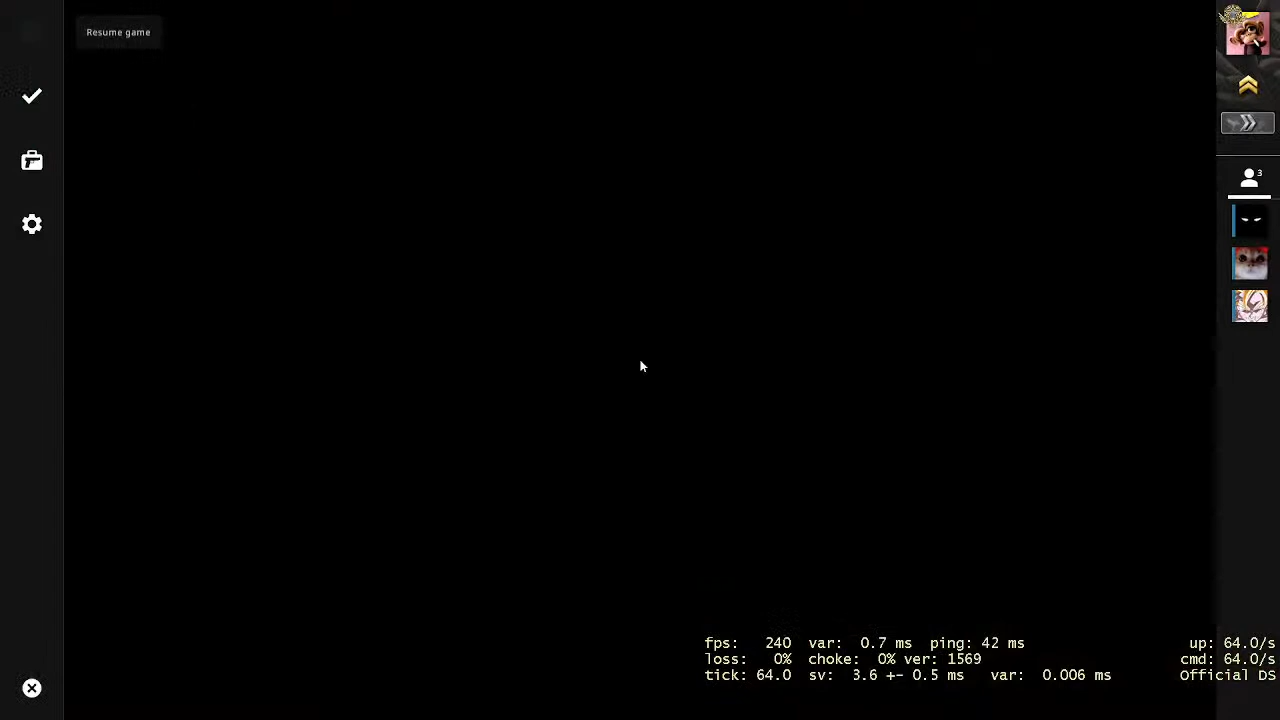 Resume game
3
fps: 240 var: 0.7 ms ping: 42 ms up: 64.0/s
loss: 0% choke: 0% ver: 1569 cmd: 64.0/s
tick: 64.0 sv: 3.6 +- 0.5 ms var: 0.006 ms Official DS